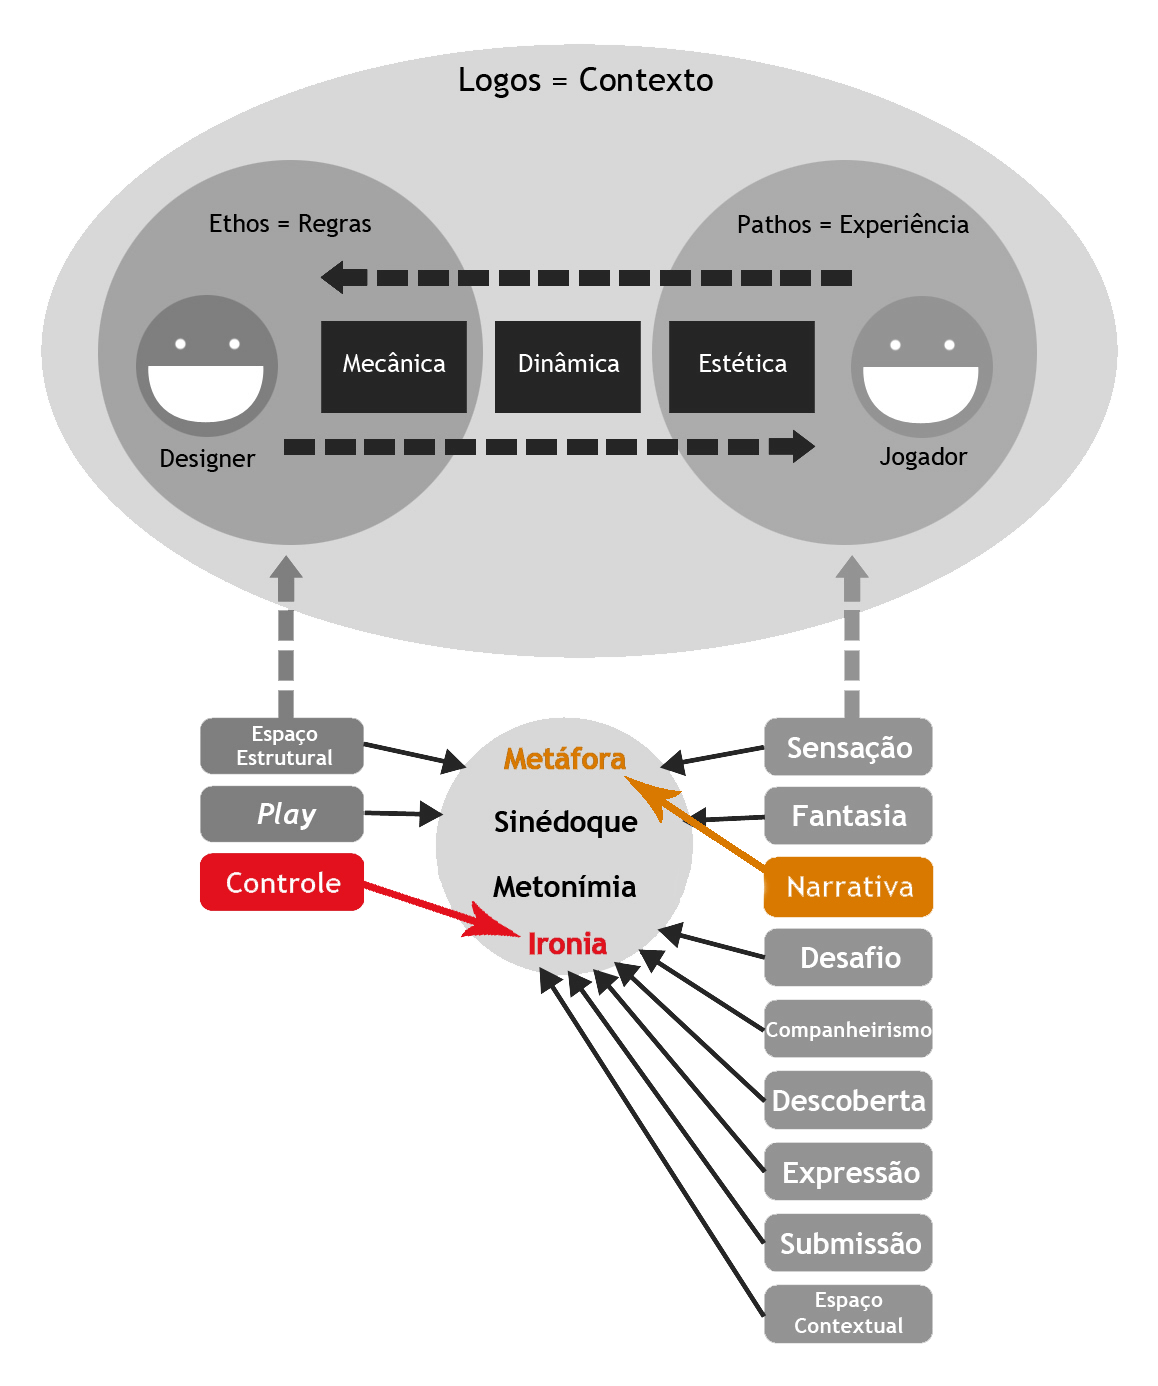 Logos = Contexto
Ethos = Regras
Pathos = Experiência
Mecânica
Dinâmica
Estética
Designer
Jogador
Espaço
Estrutural
Play
Controle
Metáfora
Sinédoque
Metonímia
Ironia
Sensação
Fantasia
Narrativa
Desafio
Companheirismo
Descoberta
Expressão
Submissão
Espaço
Contextual